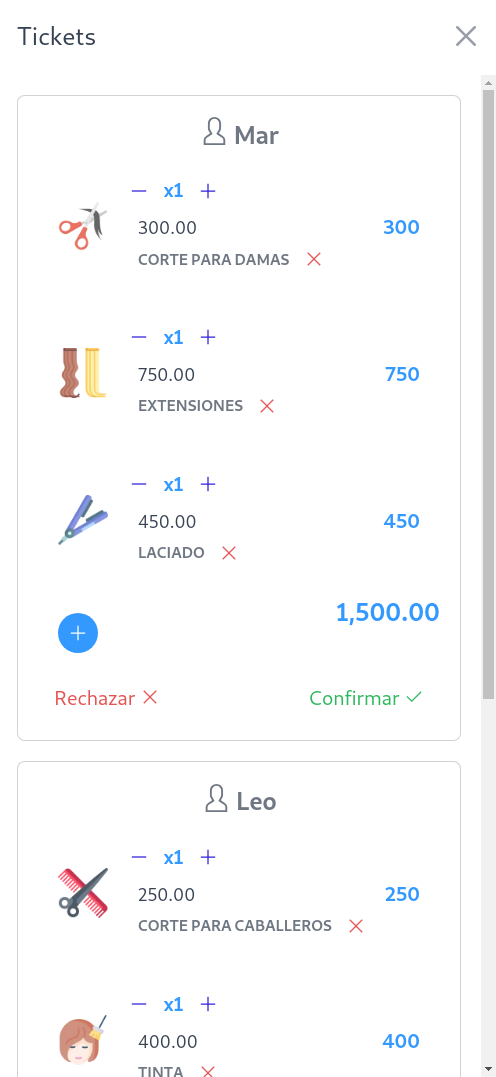 Tickets
Mar
x1
300.00 300
CORTE PARA DAMAS
x1
750.00 750
EXTENSIONES
x1
450.00 450
LACIADO
1,500.00
Rechazar Confirmar
Leo
x1
250.00 250
CORTE PARA CABALLEROS
x1
400.00 400
TINTA